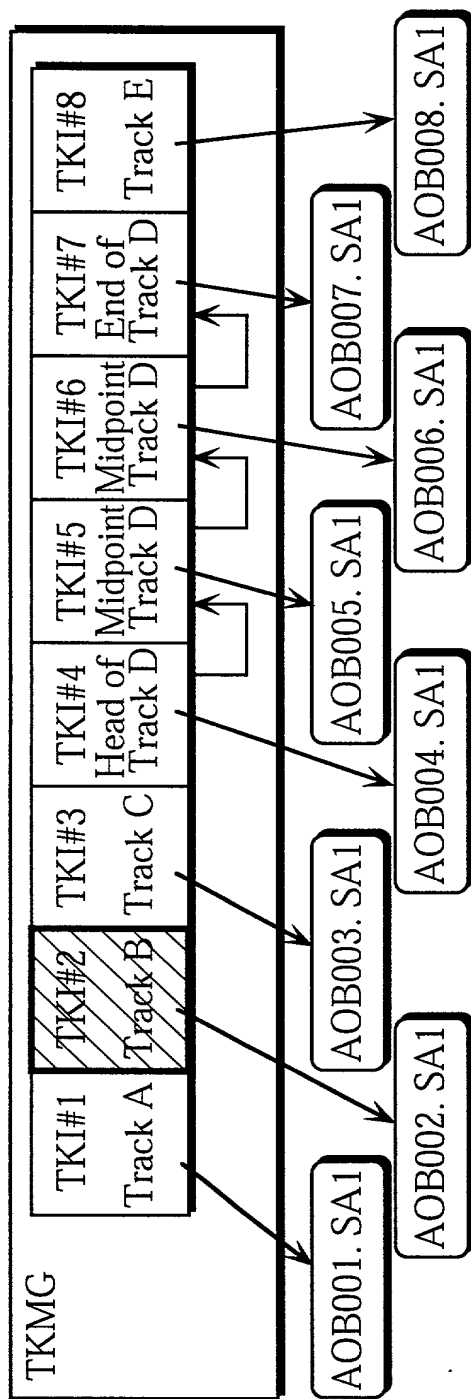 TKMG
TKI#1
Track A
TKI#2
Track B
TKI#3
Track C
TKI#4
Head of
Track D
TKI#5
Midpoint
Track D
TKI#6
Midpoint
Track D
TKI#7
End of
Track D
TKI#8
Track E
AOB001. SA1
AOB002. SA1
AOB003. SA1
AOB004. SA1
AOB005. SA1
AOB006. SA1
AOB007. SA1
AOB008. SA1